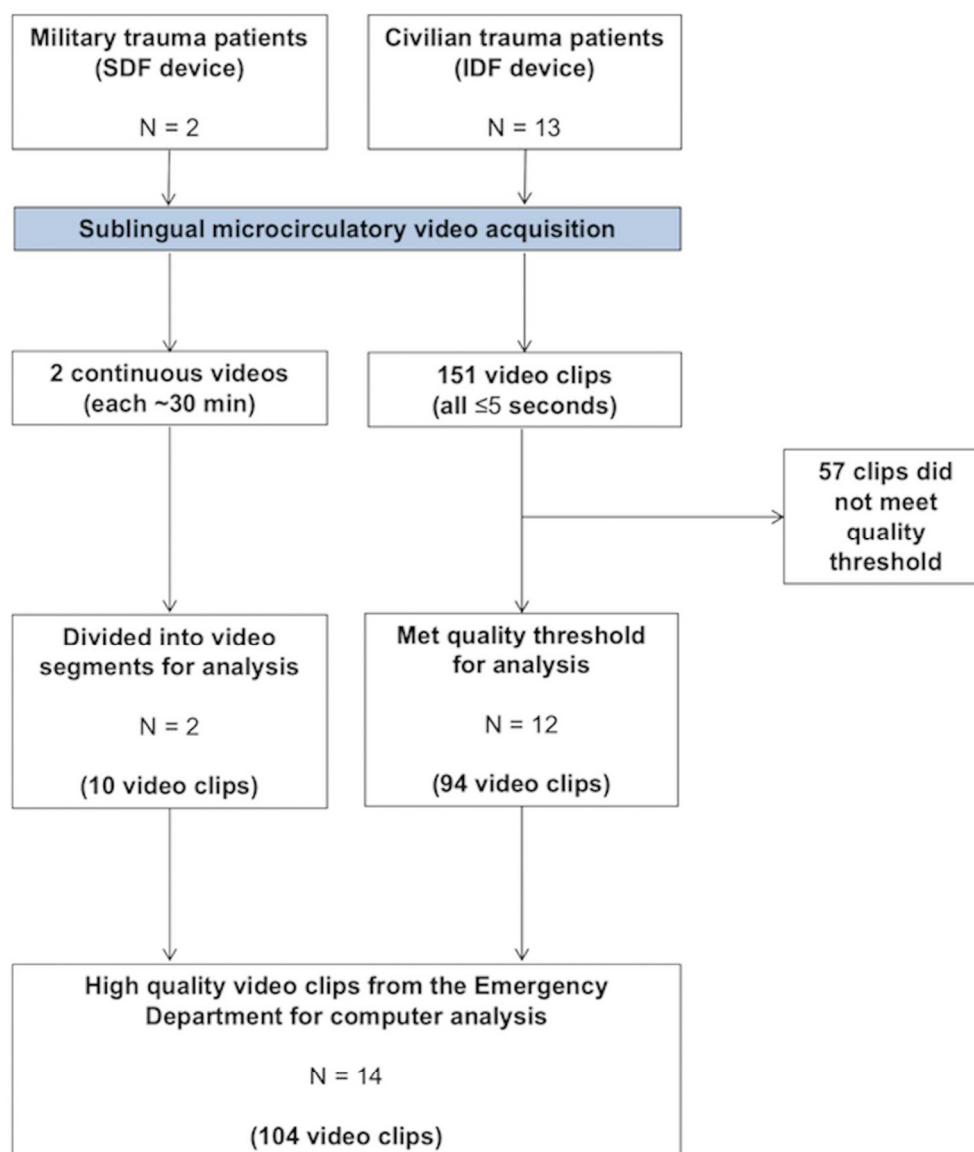 Military trauma patients
(SDF device)
N = 2
Civilian trauma patients
(IDF device)
N = 13
Sublingual microcirculatory video acquisition
2 continuous videos
(each ~30 min)
151 video clips
(all ≤5 seconds)
57 clips did
not meet
quality
threshold
Divided into video
segments for analysis
N = 2
(10 video clips)
Met quality threshold
for analysis
N = 12
(94 video clips)
High quality video clips from the Emergency
Department for computer analysis
N = 14
(104 video clips)